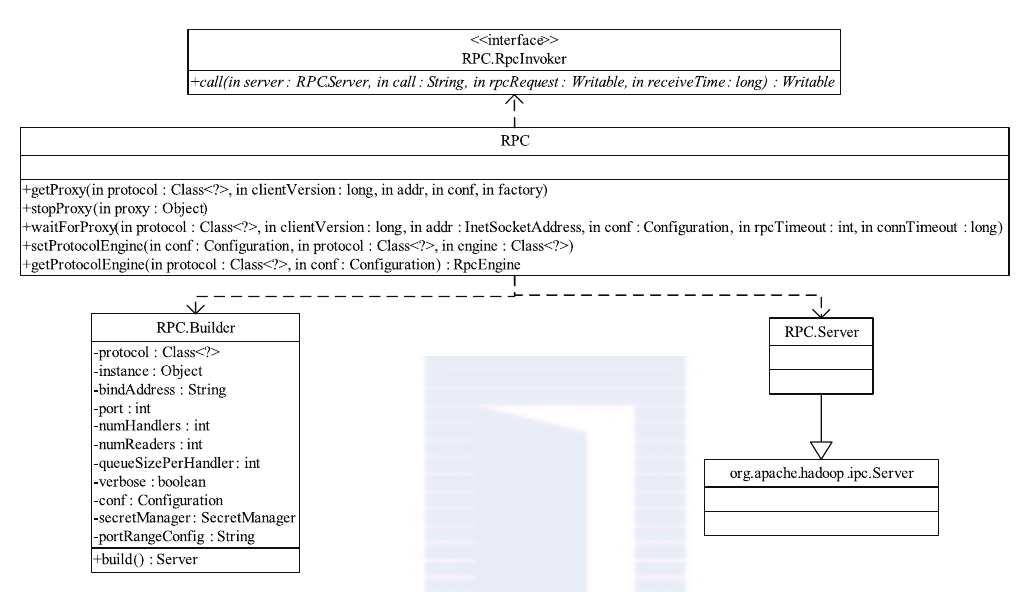 <<interface>>
RPC.RpcInvoker
+call(in server : RPC.Server, in call : String, in rpcRequest : Writable, in receiveTime : long) : Writable
RPC
+getProxy(in protocol : Class<?>, in clientVersion : long, in addr, in conf, in factory)
+stopProxy(in proxy : Object)
+waitForProxy(in protocol : Class<?>, in clientVersion : long, in addr : InetSocketAddress, in conf : Configuration, in rpcTimeout : int, in connTimeout : long)
+setProtocolEngine(in conf : Configuration, in protocol : Class<?>, in engine : Class<?>)
+getProtocolEngine(in protocol : Class<?>, in conf : Configuration) : RpcEngine
RPC.Builder
-protocol : Class<?>
-instance : Object
-bindAddress : String
-port : int
-numHandlers : int
-numReaders : int
-queueSizePerHandler : int
-verbose : boolean
-conf : Configuration
-secretManager : SecretManager
-portRangeConfig : String
+build() : Server
RPC.Server
org.apache.hadoop.ipc.Server